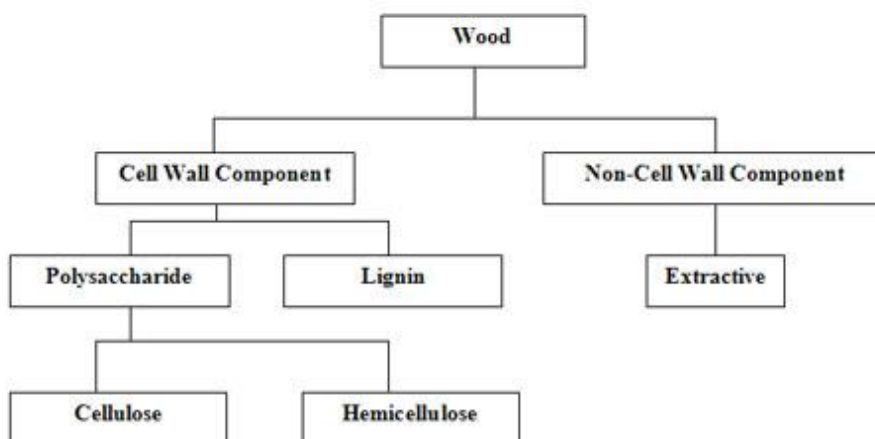 Wood
Cell Wall Component
Non-Cell Wall Component
Polysaccharide
Lignin
Extractive
Cellulose
Hemicellulose